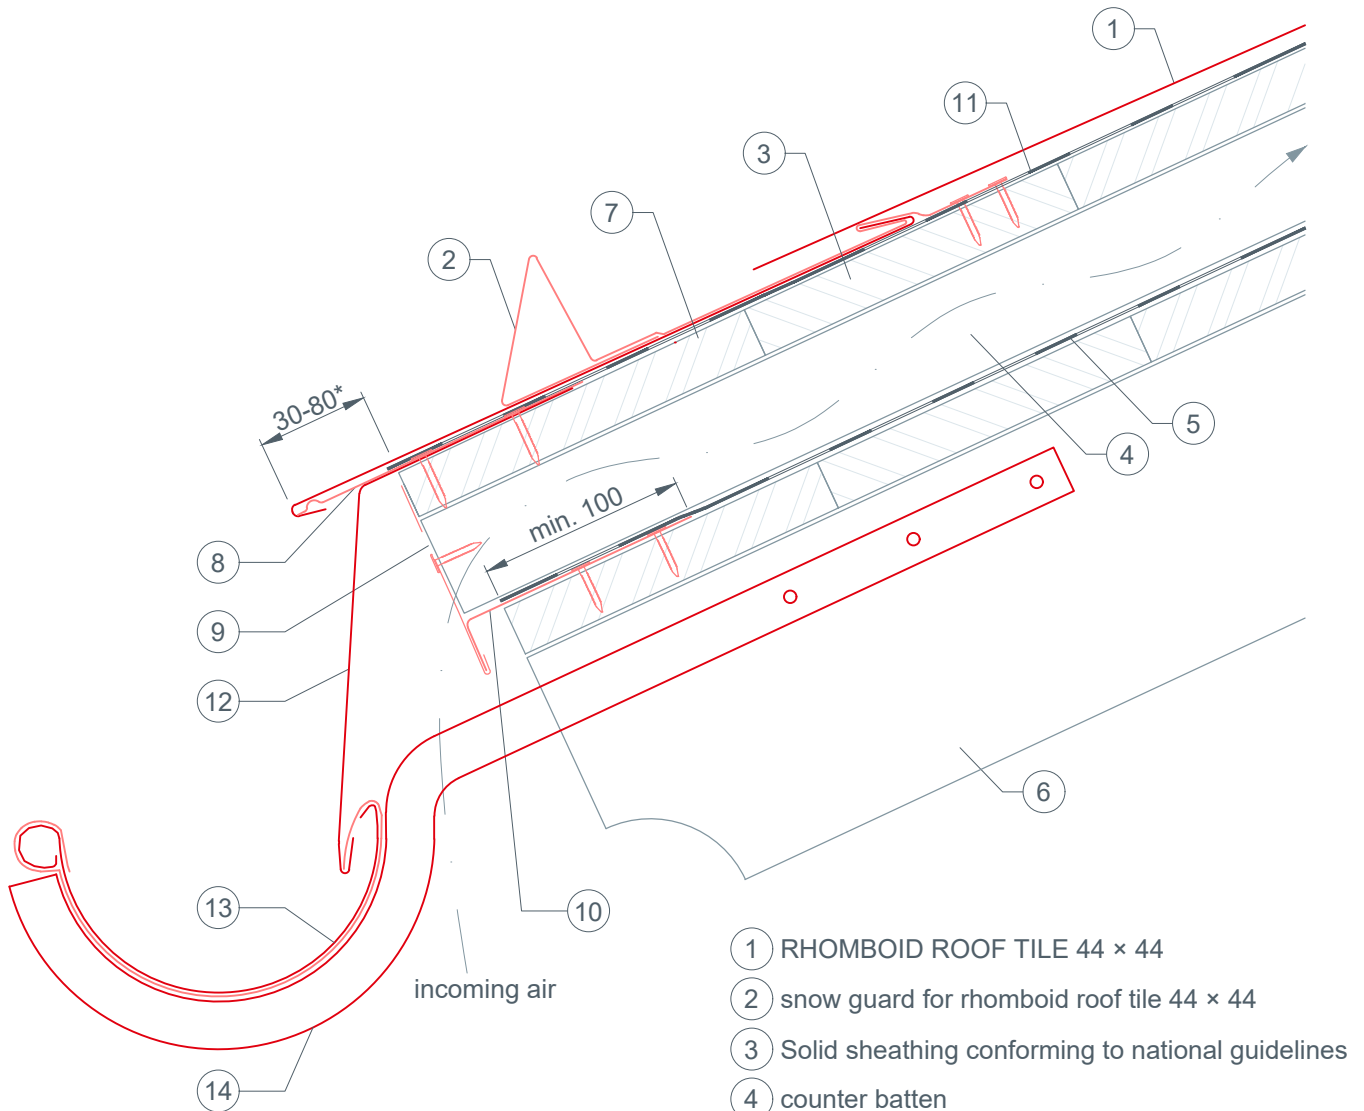 1
11
3
7
2
30-80*
5
4
min. 100
8
9
12
6
13
10
incoming air
14
1 RHOMBOID ROOF TILE 44 × 44
2 snow guard for rhomboid roof tile 44 × 44
3 Solid sheathing conforming to national guidelines
4 counter batten